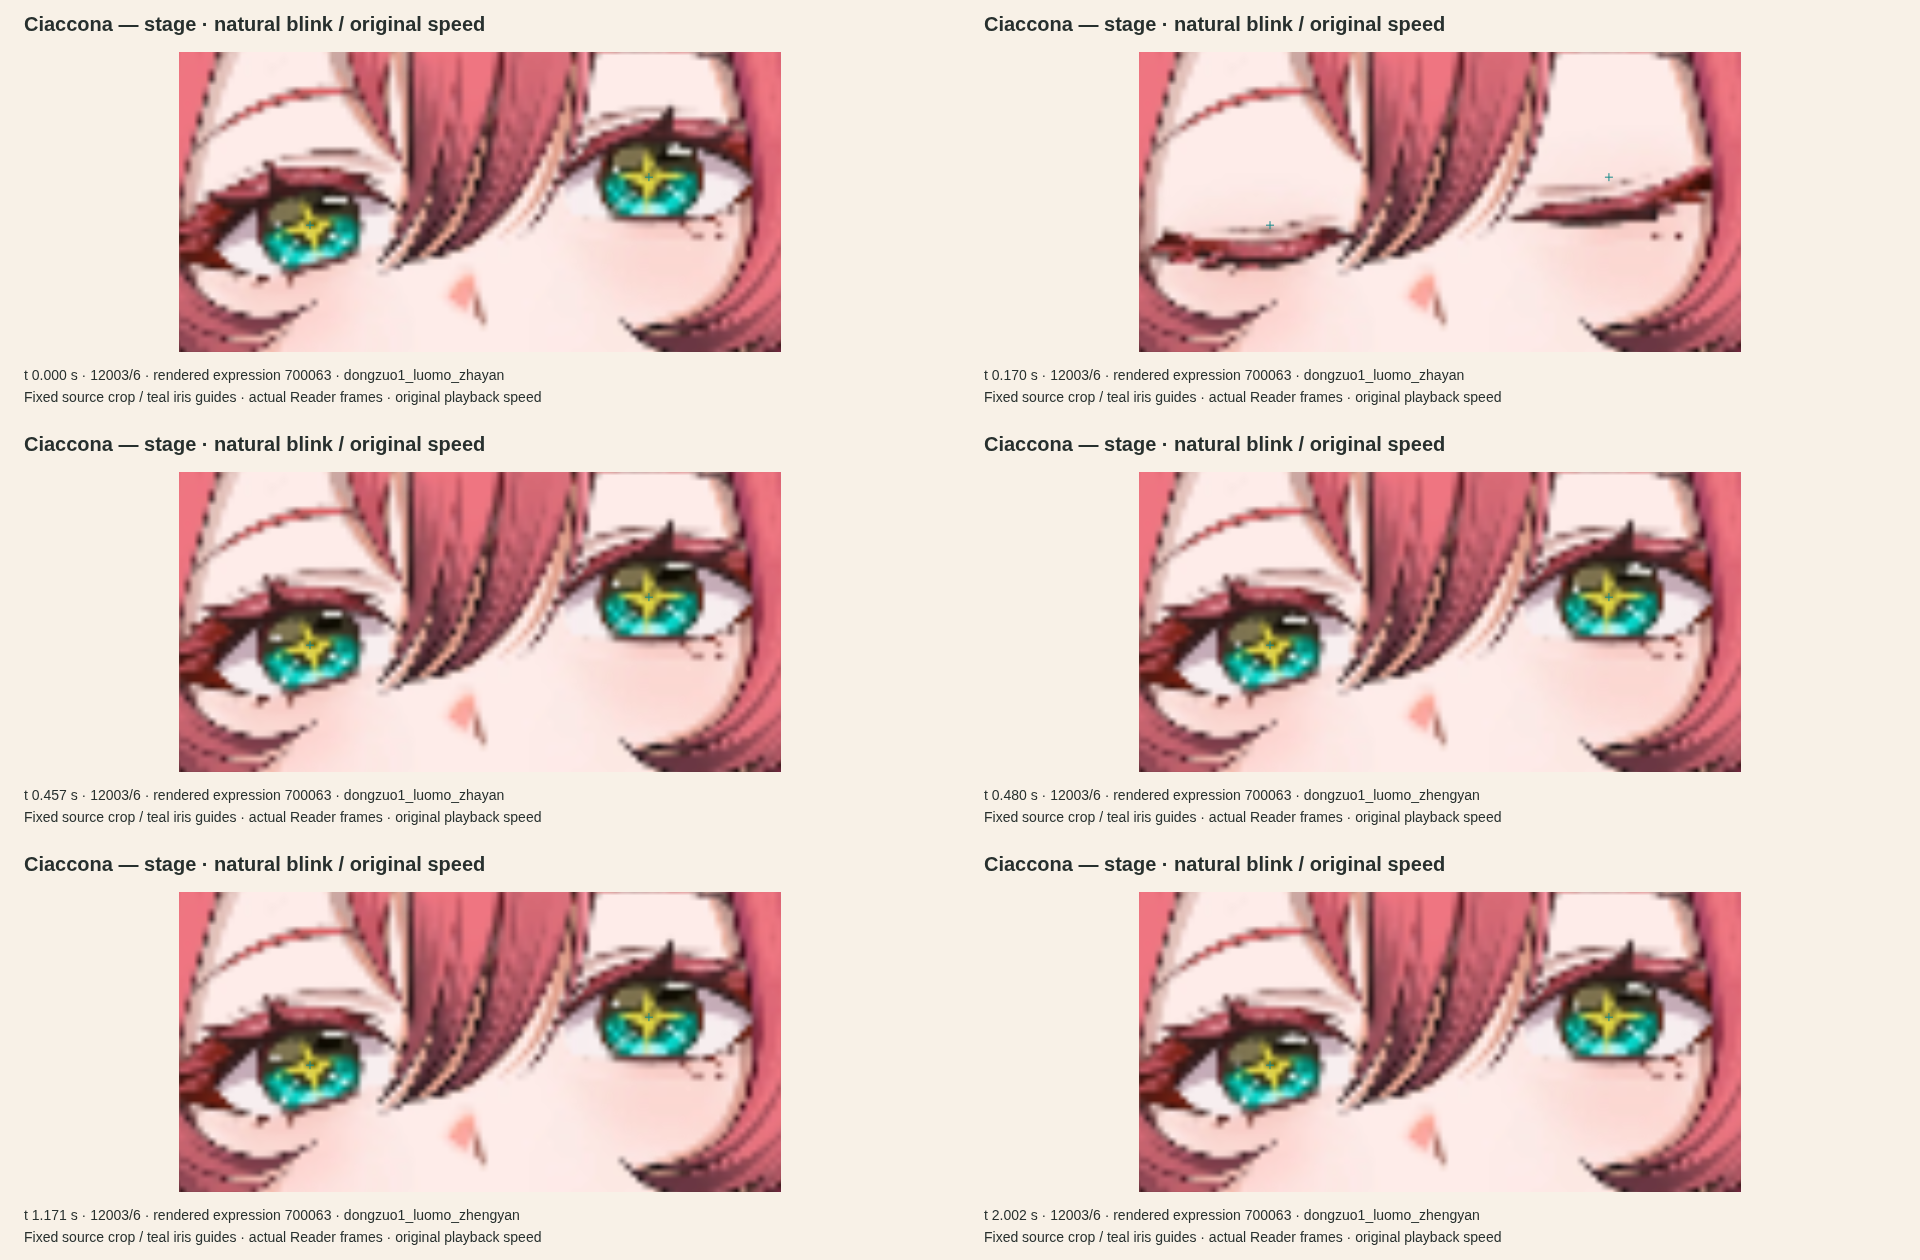 Ciaccona — stage · natural blink / original speed
t 0.000 s · 12003/6 · rendered expression 700063 · dongzuo1_luomo_zhayan
Fixed source crop / teal iris guides · actual Reader frames · original playback speed
Ciaccona — stage · natural blink / original speed
t 0.170 s · 12003/6 · rendered expression 700063 · dongzuo1_luomo_zhayan
Fixed source crop / teal iris guides · actual Reader frames · original playback speed
Ciaccona — stage · natural blink / original speed
t 0.457 s · 12003/6 · rendered expression 700063 · dongzuo1_luomo_zhayan
Fixed source crop / teal iris guides · actual Reader frames · original playback speed
Ciaccona — stage · natural blink / original speed
t 0.480 s · 12003/6 · rendered expression 700063 · dongzuo1_luomo_zhengyan
Fixed source crop / teal iris guides · actual Reader frames · original playback speed
Ciaccona — stage · natural blink / original speed
t 1.171 s · 12003/6 · rendered expression 700063 · dongzuo1_luomo_zhengyan
Fixed source crop / teal iris guides · actual Reader frames · original playback speed
Ciaccona — stage · natural blink / original speed
t 2.002 s · 12003/6 · rendered expression 700063 · dongzuo1_luomo_zhengyan
Fixed source crop / teal iris guides · actual Reader frames · original playback speed